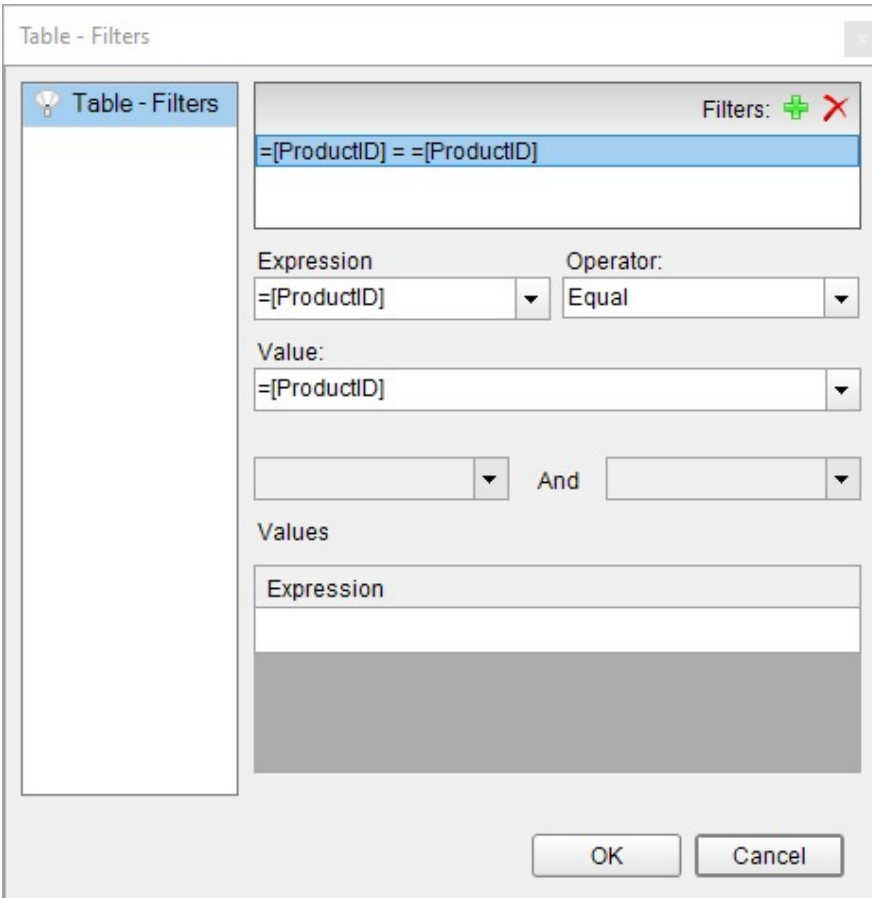 Table - Filters
Table - Filters
Filters:
=[ProductID] = =[ProductID]
Expression Operator:
=[ProductID] Equal
Value:
=[ProductID]
And
Values
Expression
OK Cancel